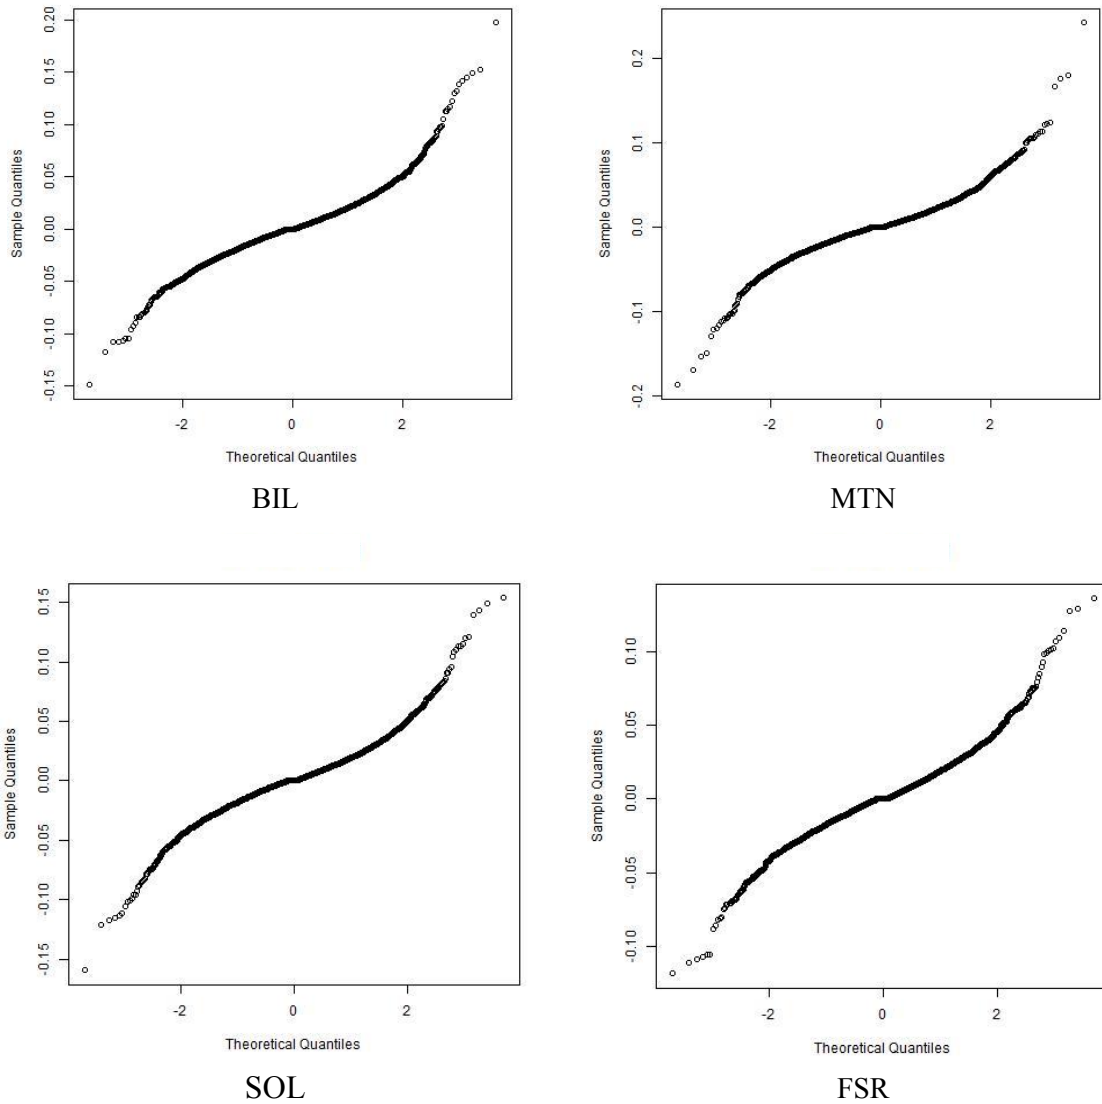 0.20
0.15
0.10
0.05
0.00
-0.05
-0.10
-0.15
Sample Quantiles
-2 0 2
Theoretical Quantiles
BIL
0.2
0.1
0.0
-0.1
-0.2
Sample Quantiles
-2 0 2
Theoretical Quantiles
MTN
0.15
0.10
0.05
0.00
-0.05
-0.10
-0.15
Sample Quantiles
-2 0 2
Theoretical Quantiles
SOL
0.10
0.05
0.00
-0.05
-0.10
Sample Quantiles
-2 0 2
Theoretical Quantiles
FSR